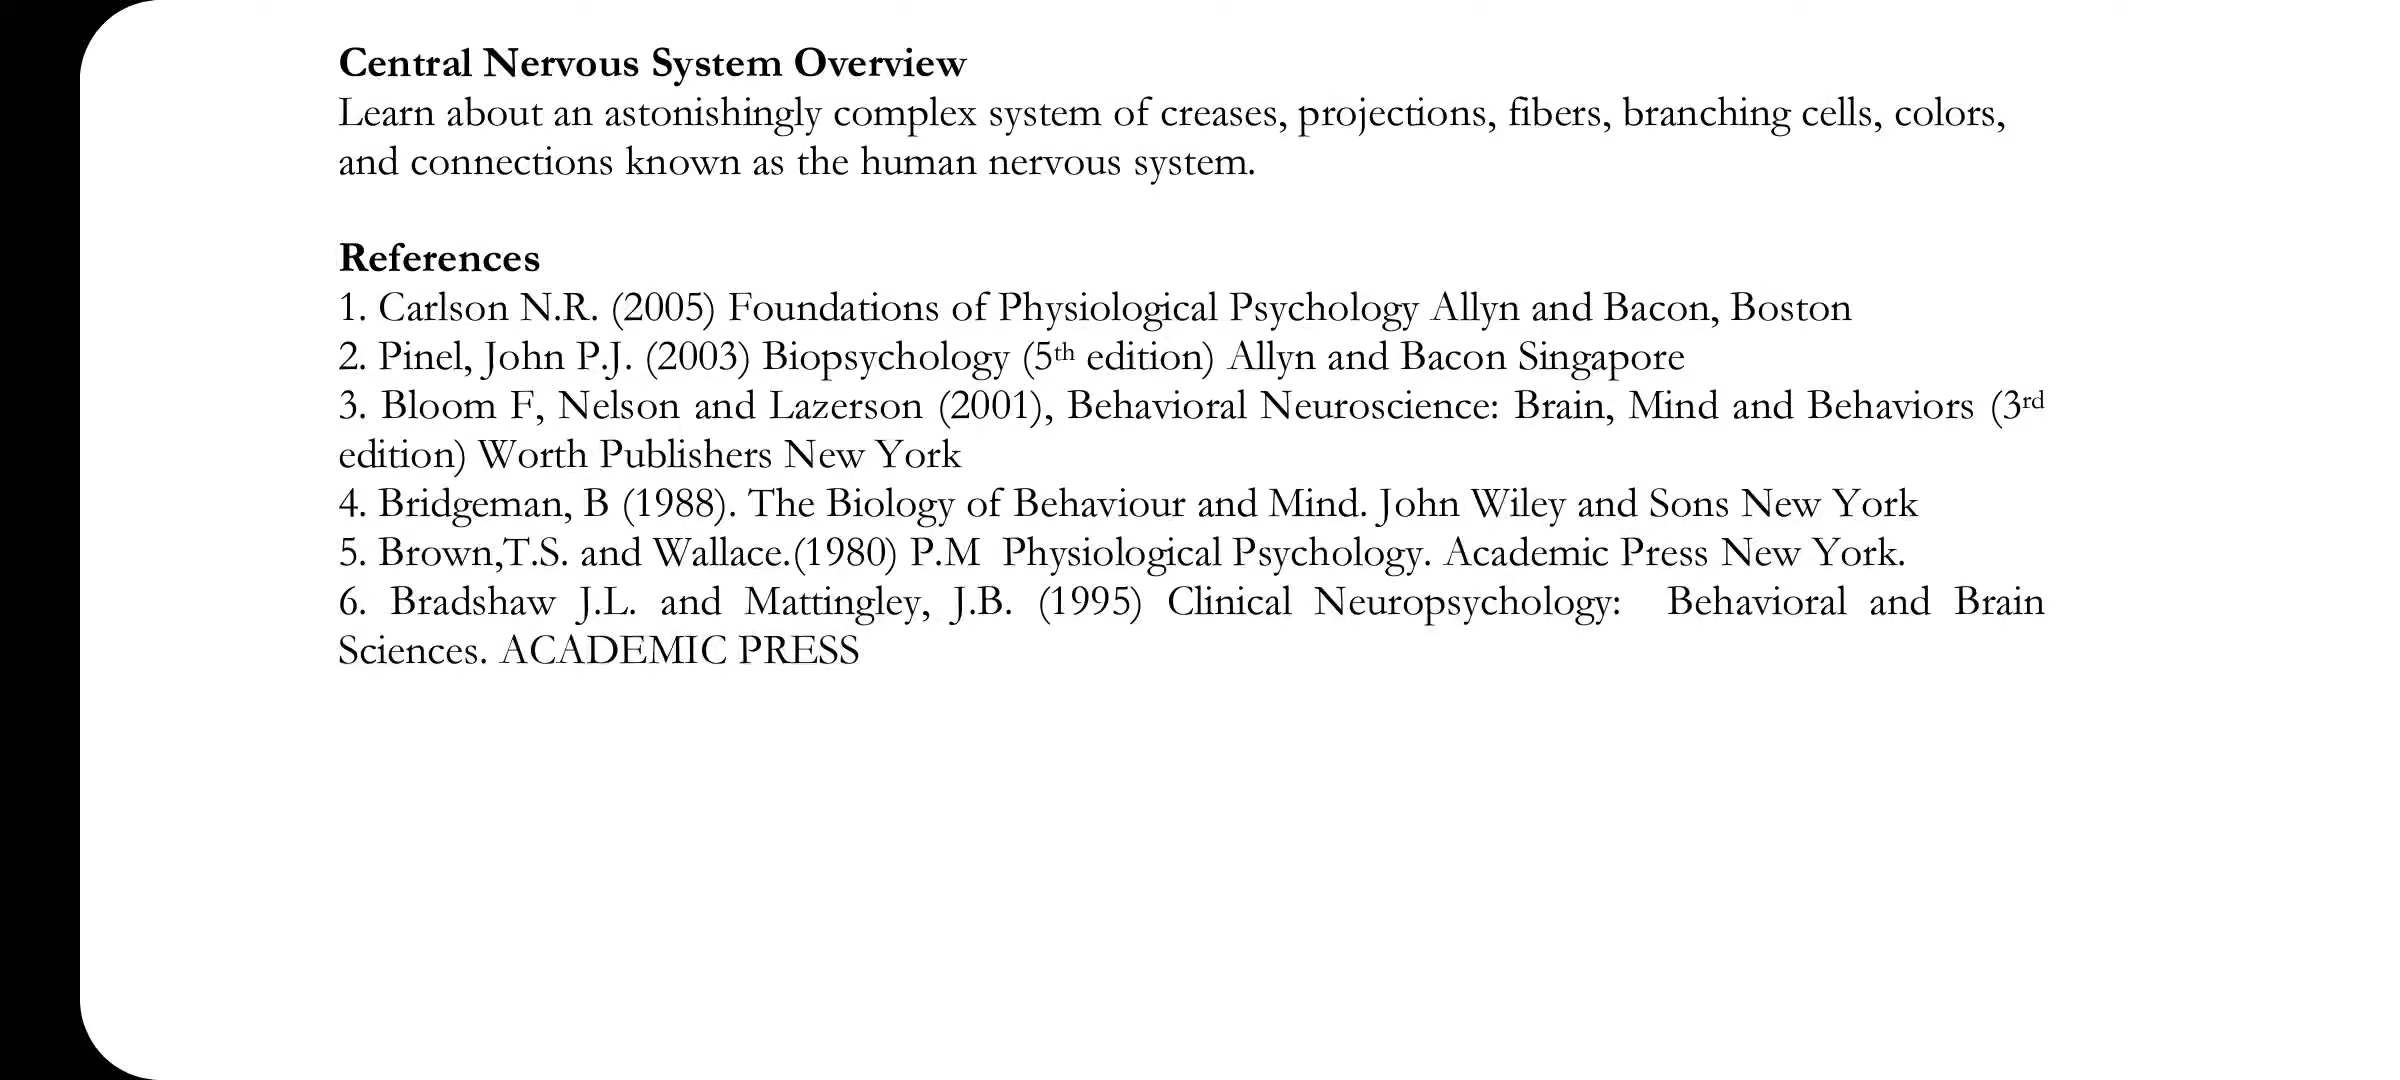 Central Nervous System Overview
Learn about an astonishingly complex system of creases, projections, fibers, branching cells, colors,
and connections known as the human nervous system.
References
1. Carlson N.R. (2005) Foundations of Physiological Psychology Allyn and Bacon, Boston
2. Pinel, John P.J. (2003) Biopsychology (5th edition) Allyn and Bacon Singapore
3. Bloom F, Nelson and Lazerson (2001), Behavioral Neuroscience: Brain, Mind and Behaviors (3rd
edition) Worth Publishers New York
4. Bridgeman, B (1988). The Biology of Behaviour and Mind. John Wiley and Sons New York
5. Brown,T.S. and Wallace.(1980) P.M  Physiological Psychology. Academic Press New York.
6. Bradshaw J.L. and Mattingley, J.B. (1995) Clinical Neuropsychology:  Behavioral and Brain
Sciences. ACADEMIC PRESS